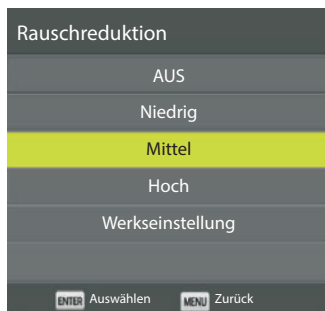 Rauschreduktion
AUS
Niedrig
Mittel
Hoch
Werkseinstellung
ENTER Auswählen MENU Zurück